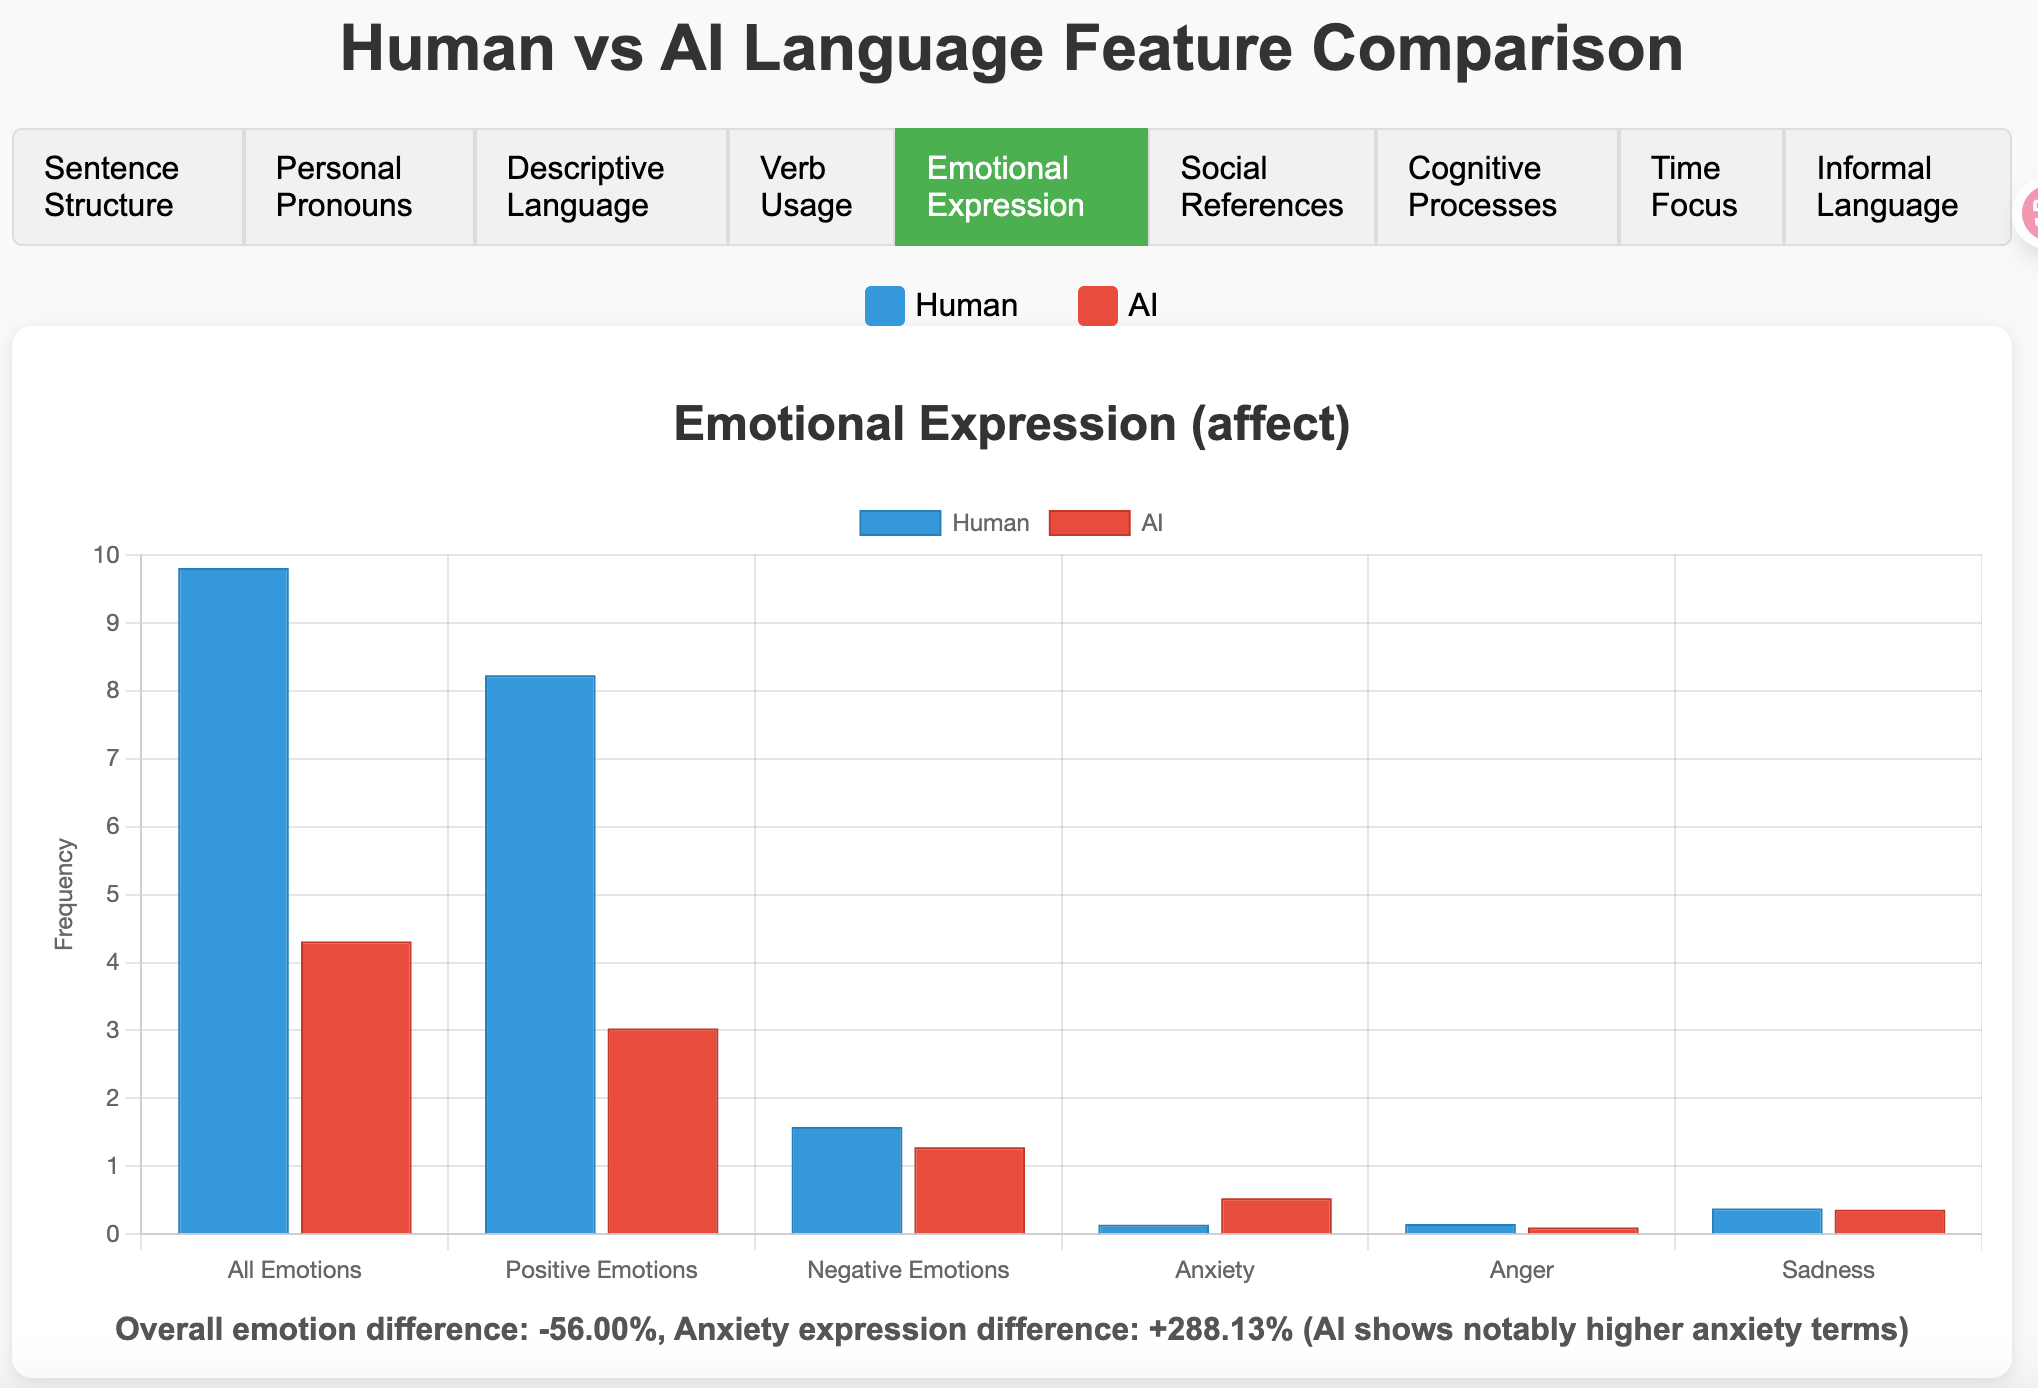 Human vs AI Language Feature Comparison
Sentence
Structure
Personal
Pronouns
Descriptive
Language
Verb
Usage
Emotional
Expression
Social
References
Cognitive
Processes
Time
Focus
Informal
Language
Human AI
Emotional Expression (affect)
Human AI
Frequency
10
9
8
7
6
5
4
3
2
1
0
All Emotions Positive Emotions Negative Emotions Anxiety Anger Sadness
Overall emotion difference: -56.00%, Anxiety expression difference: +288.13% (AI shows notably higher anxiety terms)